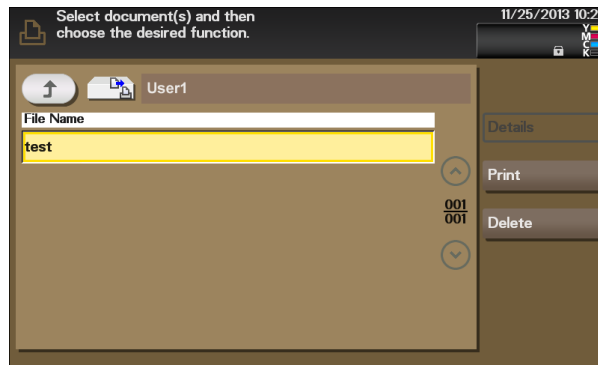 Select document(s) and then
choose the desired function.
11/25/2013 10:2
Y
M
C
K
User1
File Name
test
001
001
Details
Print
Delete